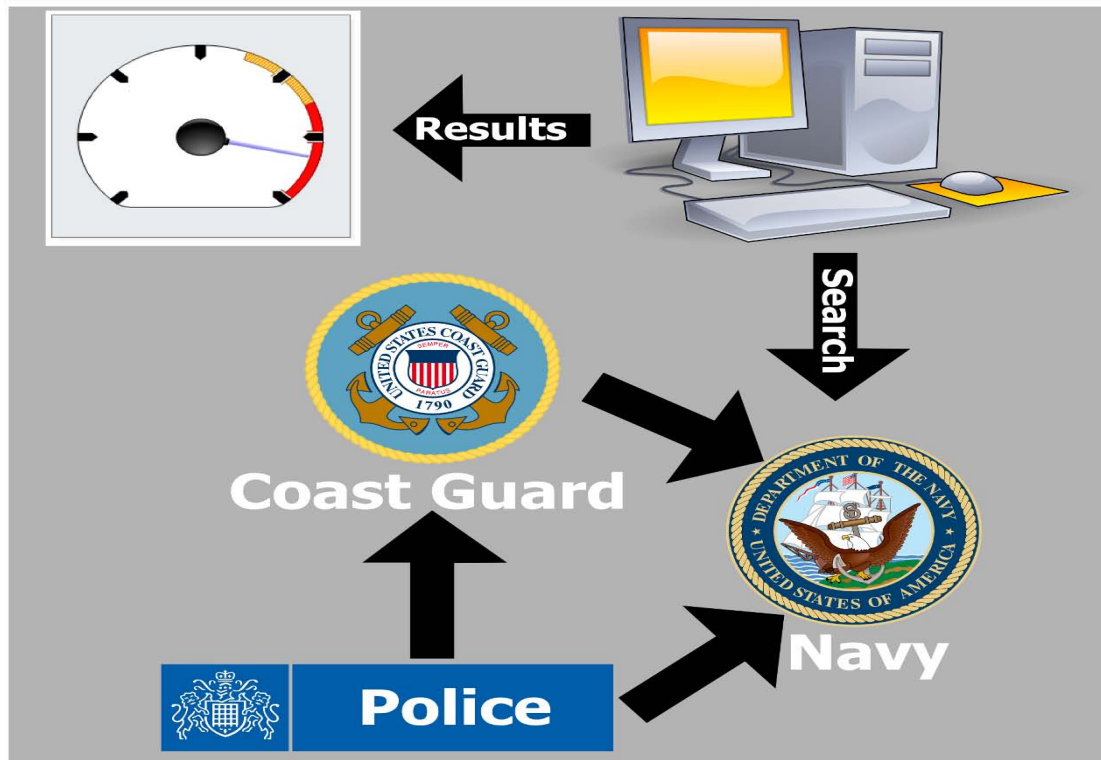 Results
Search
UNITED STATES COAST GUARD
SEMPER
PARATUS
1790
Coast Guard
DEPARTMENT OF THE NAVY
UNITED STATES OF AMERICA
Navy
Police